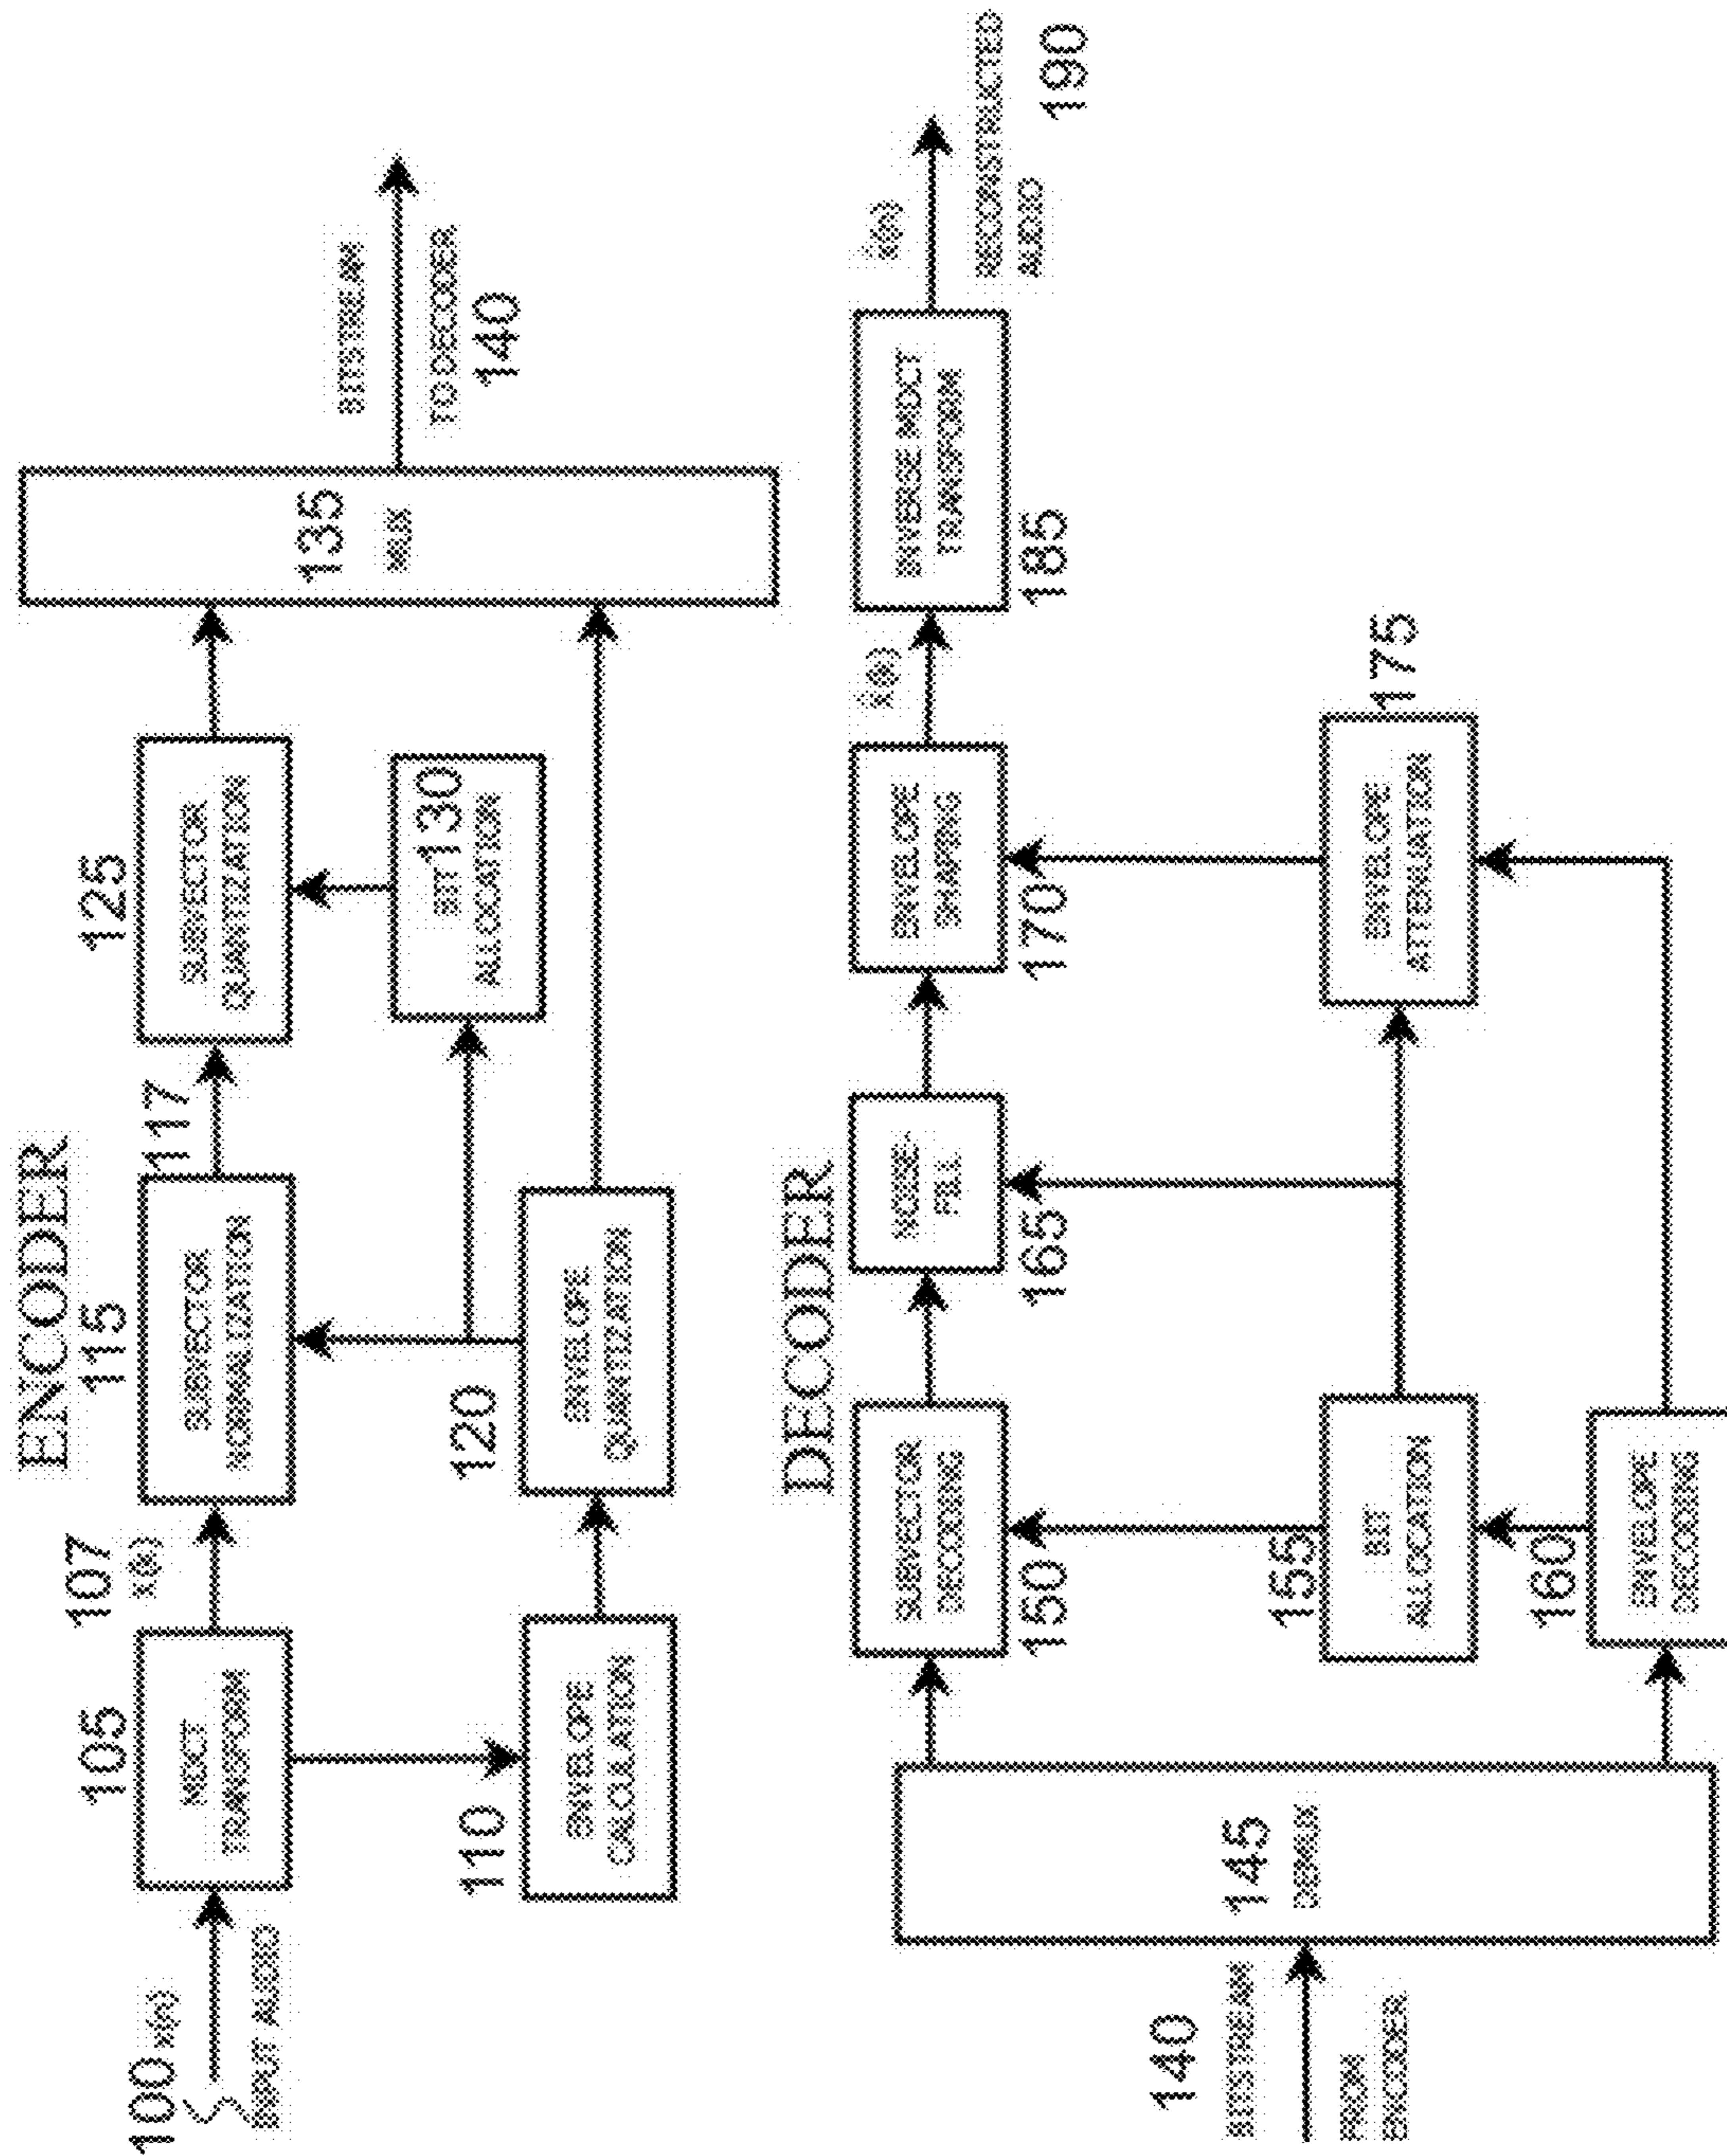 ENCODER
100 x(n)
INPUT AUDIO
105
MDCT
TRANSFORM
107
X(k)
115
SUBVECTOR
NORMALIZATION
117
125
SUBVECTOR
QUANTIZATION
110
ENVELOPE
CALCULATION
120
ENVELOPE
QUANTIZATION
BIT 130
ALLOCATION
135
MUX
BITSTREAM
TO DECODER
140
DECODER
140
BITSTREAM
FROM
ENCODER
145
DEMUX
SUBVECTOR
DECODING
150
155
BIT
ALLOCATION
160
ENVELOPE
DECODING
NOISE-
FILL
165
ENVELOPE
SHAPING
170
175
ENVELOPE
ATTENUATION
INVERSE MDCT
TRANSFORM
185
RECONSTRUCTED
AUDIO
190